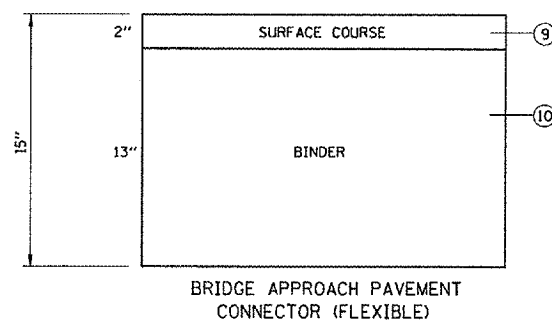 2" SURFACE COURSE 9
10
15" 13" BINDER
BRIDGE APPROACH PAVEMENT
CONNECTOR (FLEXIBLE)